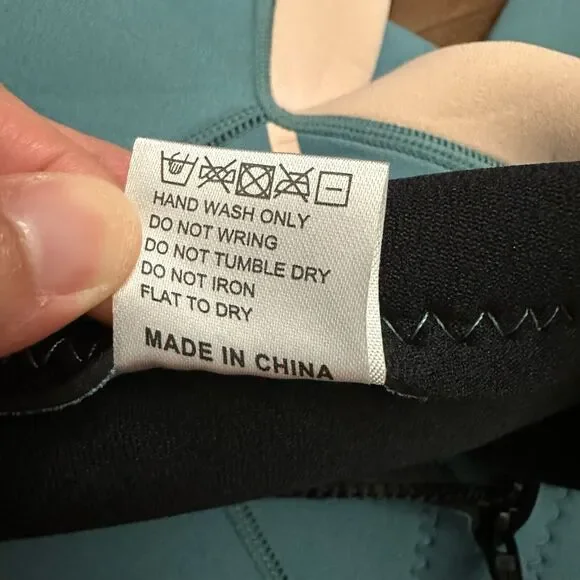 HAND WASH ONLY
DO NOT WRING
DO NOT TUMBLE DRY
DO NOT IRON
FLAT TO DRY
MADE IN CHINA